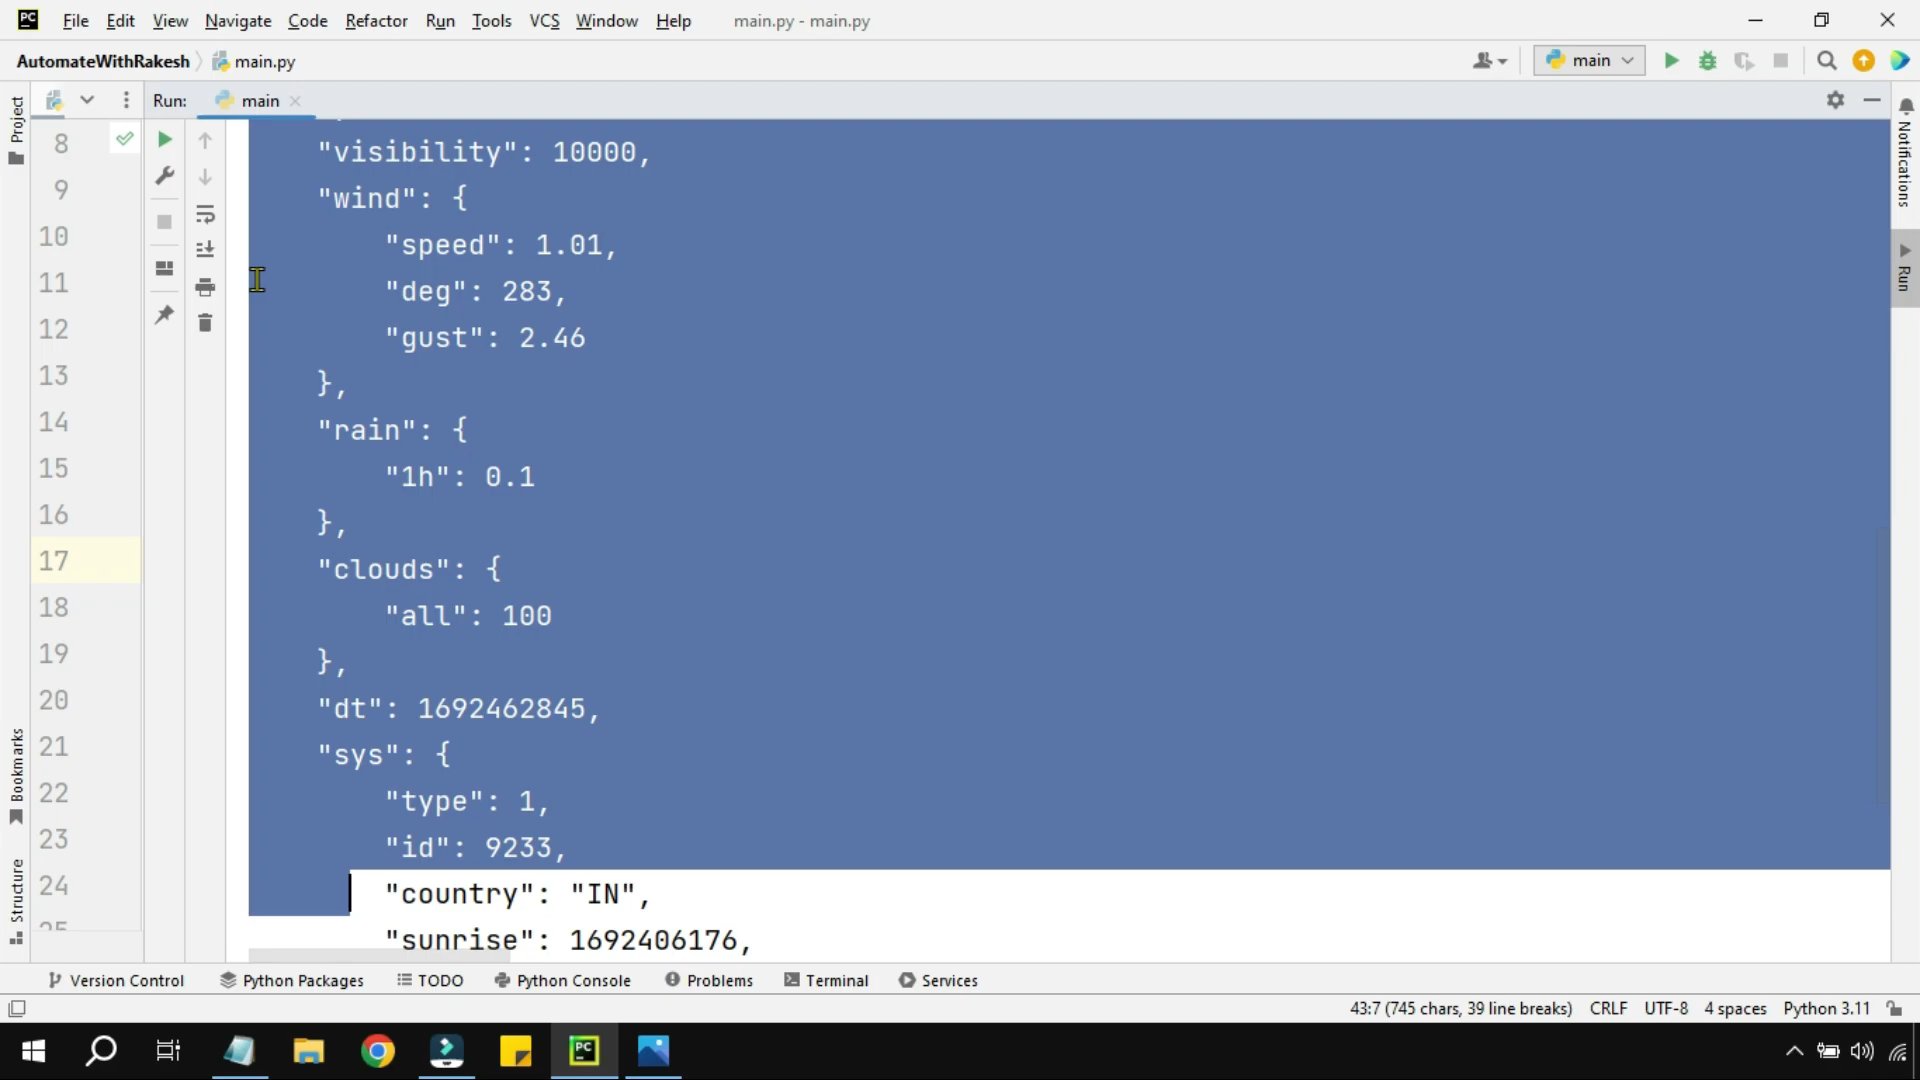 PC File Edit View Navigate Code Refactor Run Tools VCS Window Help main.py - main.py
AutomateWithRakesh main.py main
Project Run: main
8
9
10
11
12
13
14
15
16
17
18
19
20
21
22
23
24
25
"visibility": 10000,
"wind": {
"speed": 1.01,
"deg": 283,
"gust": 2.46
},
"rain": {
"1h": 0.1
},
"clouds": {
"all": 100
},
"dt": 1692462845,
"sys": {
"type": 1,
"id": 9233,
"country": "IN",
"sunrise": 1692406176,
Notifications
Run
Bookmarks
Structure
Version Control Python Packages TODO Python Console Problems Terminal Services
43:7 (745 chars, 39 line breaks) CRLF UTF-8 4 spaces Python 3.11
PC